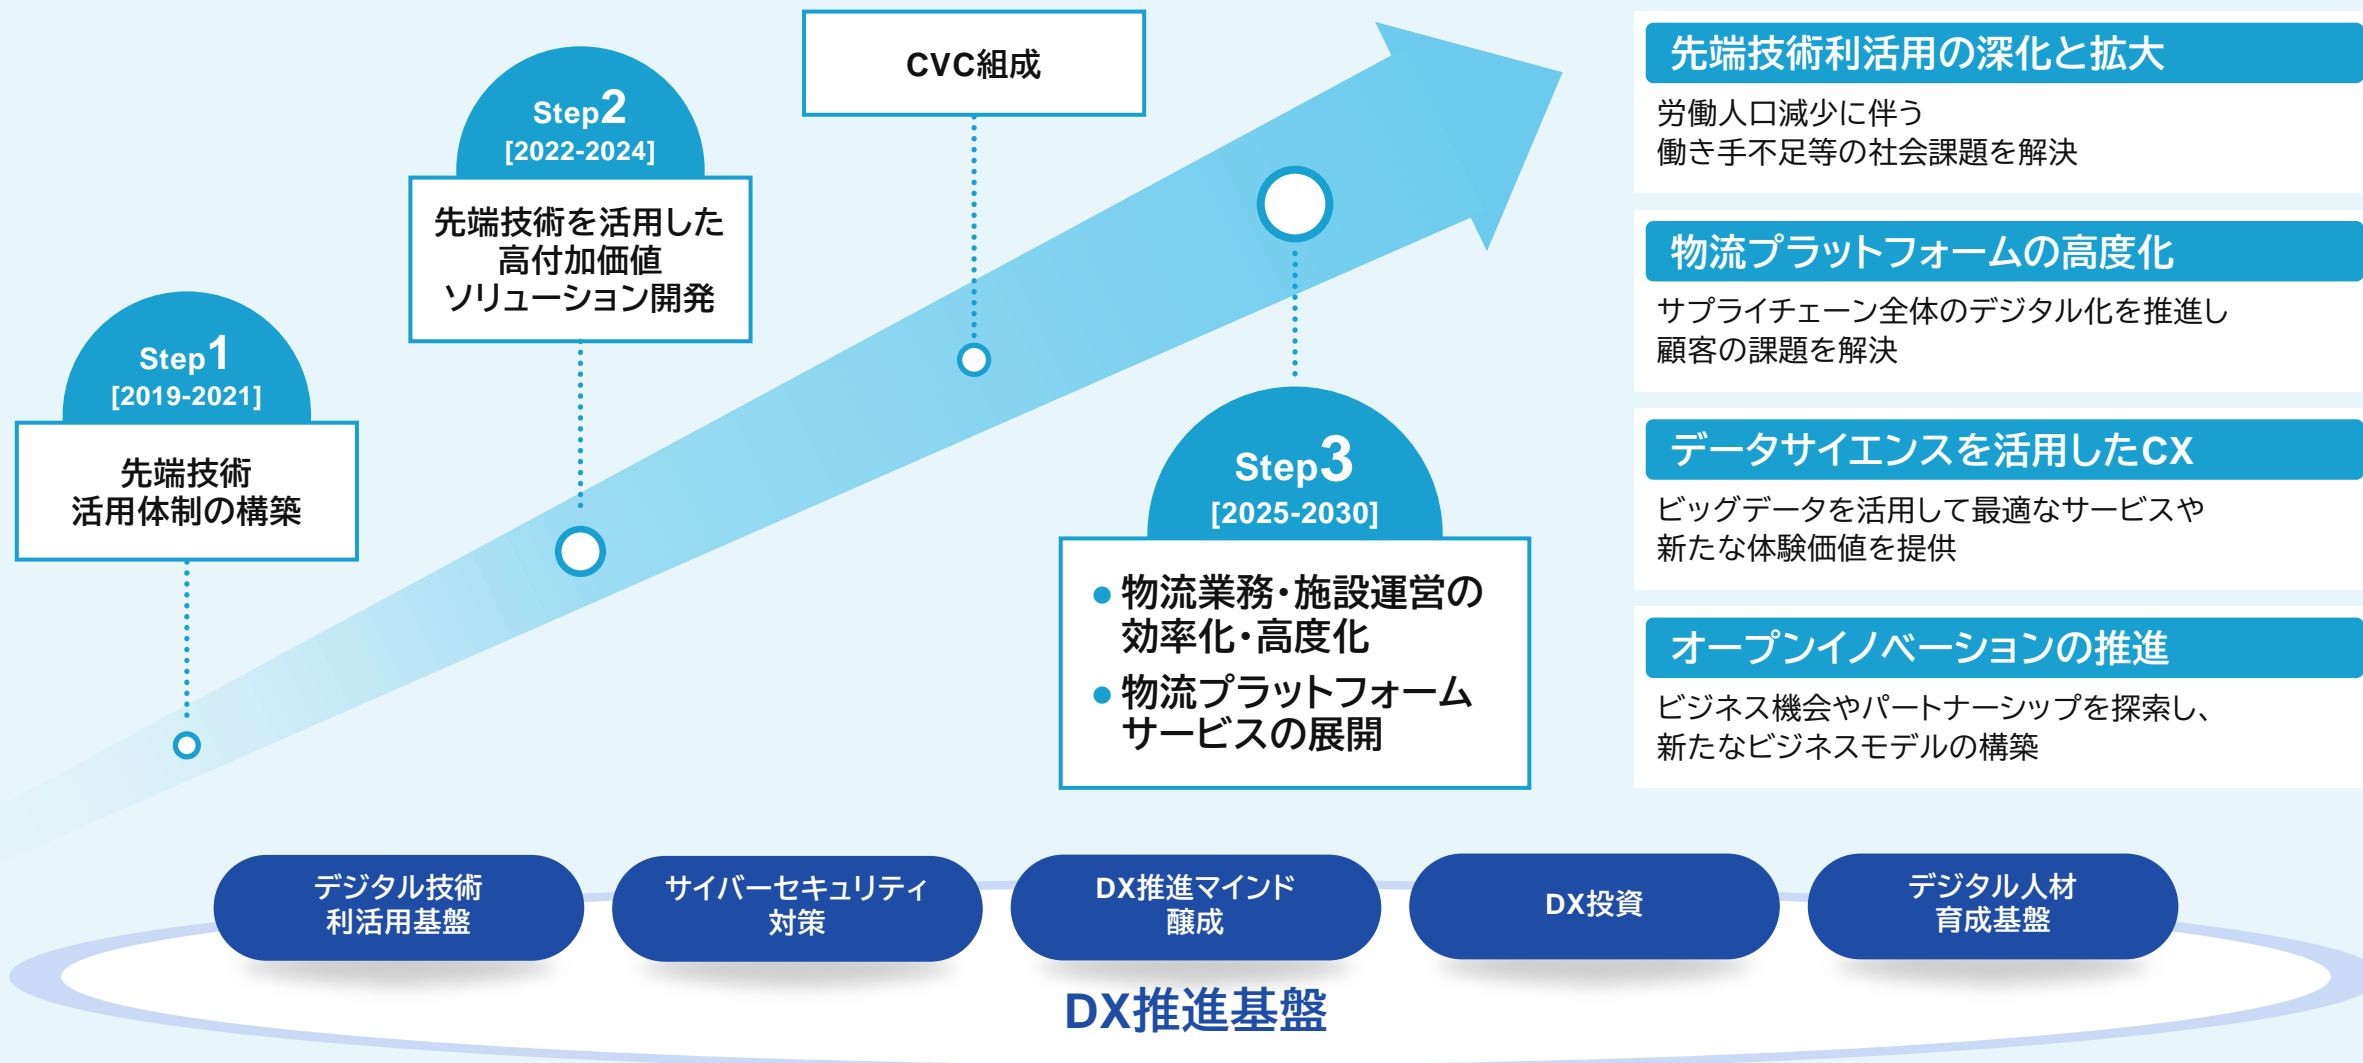 Step1
[2019-2021]
先端技術
活用体制の構築
Step2
[2022-2024]
先端技術を活用した
高付加価値
ソリューション開発
CVC組成
Step3
[2025-2030]
● 物流業務・施設運営の
効率化・高度化
● 物流プラットフォーム
サービスの展開
先端技術利活用の深化と拡大
労働人口減少に伴う
働き手不足等の社会課題を解決
物流プラットフォームの高度化
サプライチェーン全体のデジタル化を推進し
顧客の課題を解決
データサイエンスを活用したCX
ビッグデータを活用して最適なサービスや
新たな体験価値を提供
オープンイノベーションの推進
ビジネス機会やパートナーシップを探索し、
新たなビジネスモデルの構築
デジタル技術
利活用基盤
サイバーセキュリティ
対策
DX推進マインド
醸成
DX投資
デジタル人材
育成基盤
DX推進基盤